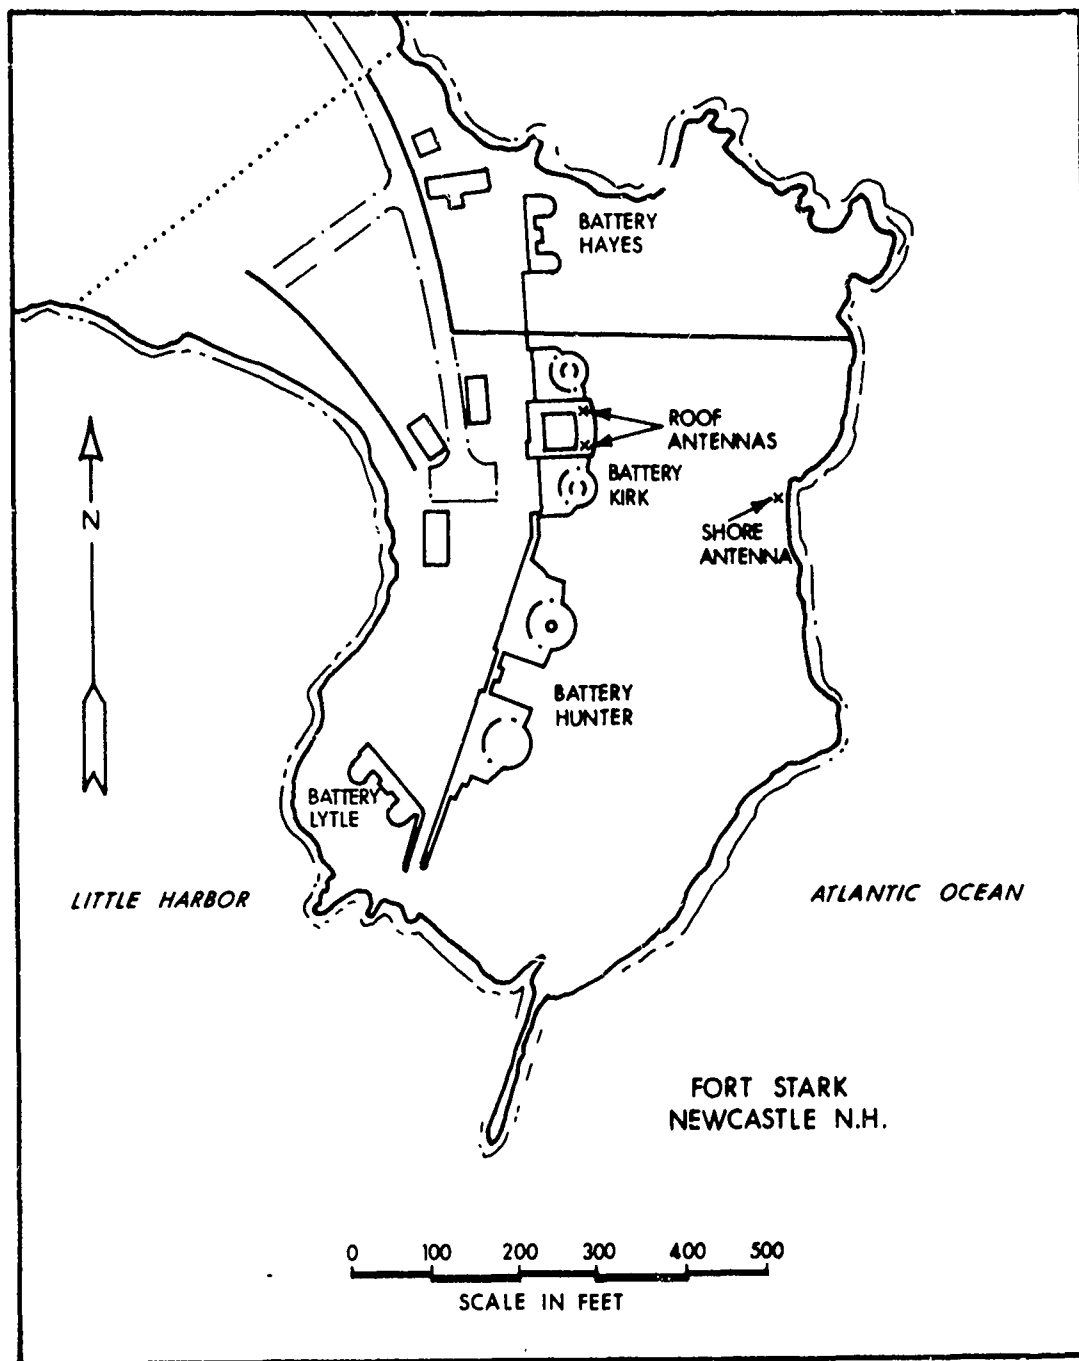 BATTERY
HAYES
ROOF
ANTENNAS
BATTERY
KIRK
N
SHORE
ANTENNA
BATTERY
HUNTER
BATTERY
LYTLE
LITTLE HARBOR
ATLANTIC OCEAN
FORT STARK
NEWCASTLE N.H.
0 100 200 300 400 500
SCALE IN FEET